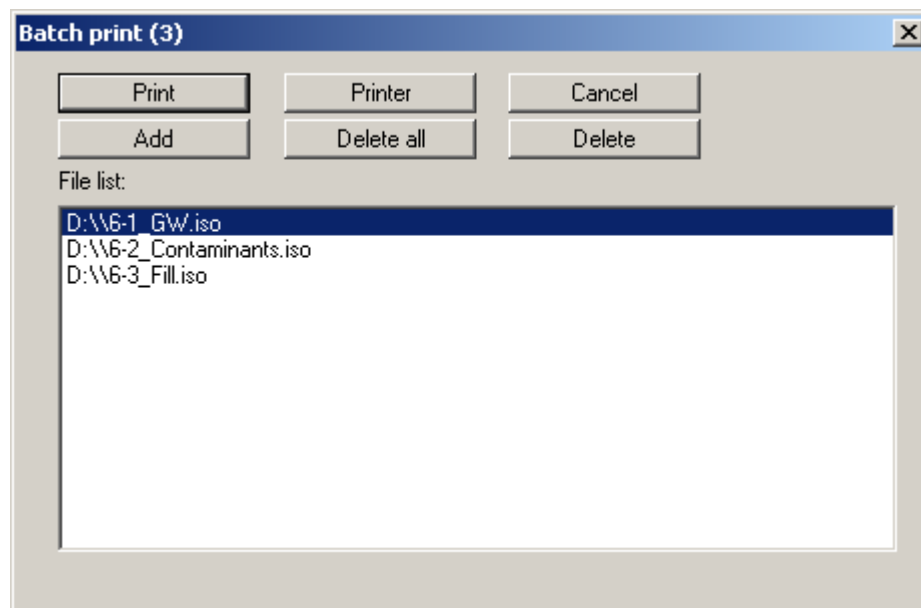 Batch print (3)
Print Printer Cancel
Add Delete all Delete
File list:
D:\\6-1_GW.iso
D:\\6-2_Contaminants.iso
D:\\6-3_Fill.iso